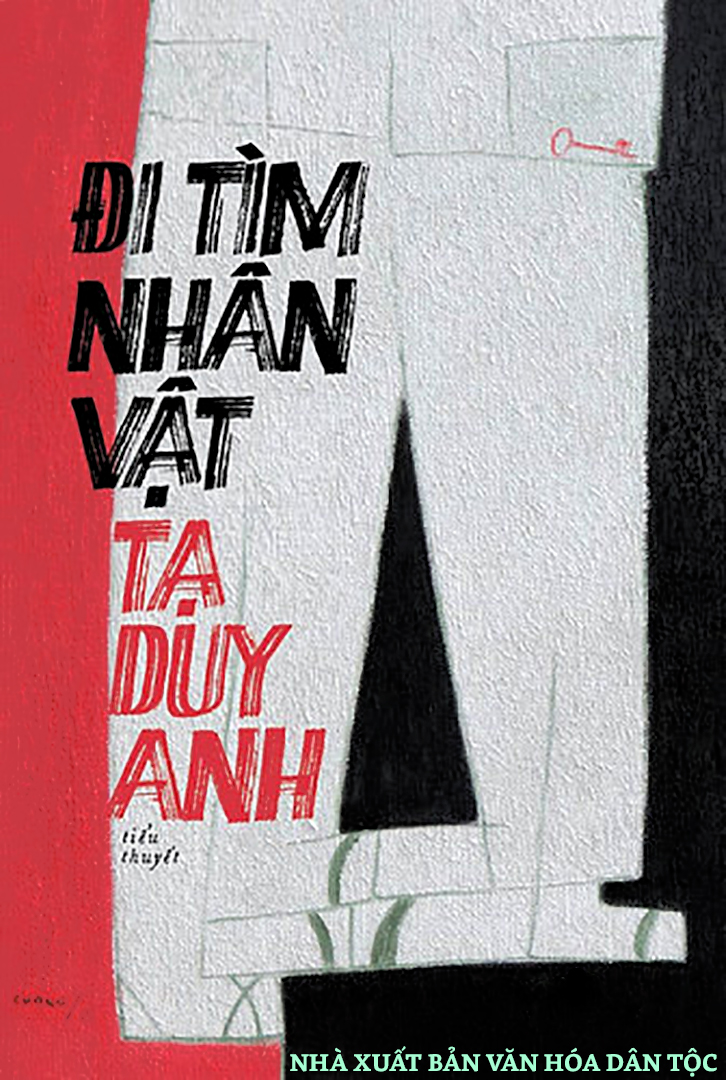 ĐI TÌM
NHÂN
VẬT
TẠ
DUY
ANH
tiểu
thuyết
NHÀ XUẤT BẢN VĂN HÓA DÂN TỘC